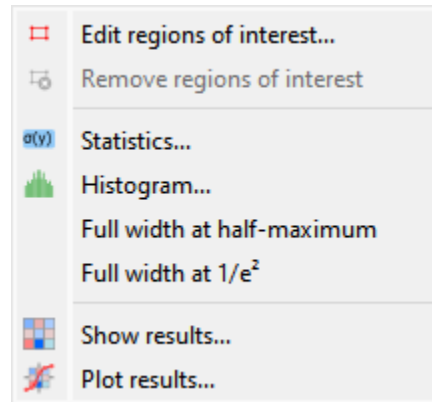 Edit regions of interest...
Remove regions of interest
σ(y) Statistics...
Histogram...
Full width at half-maximum
Full width at 1/e²
Show results...
Plot results...